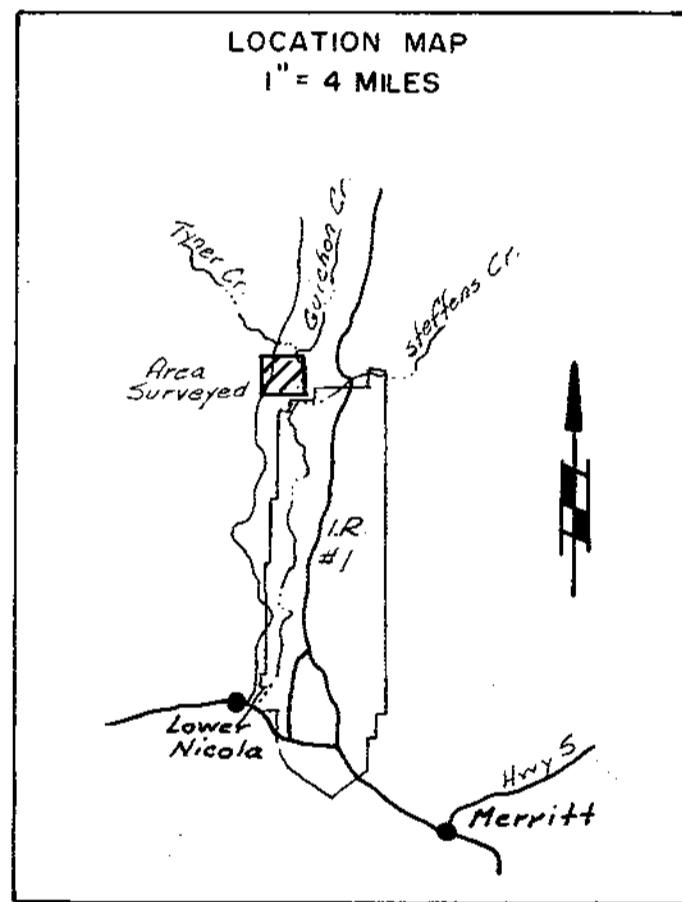 LOCATION MAP
1" = 4 MILES
Tyner Cr.
Guichon Cr.
Steffens Cr.
Area
Surveyed
I.R.
#1
Lower
Nicola
Hwy 5
Merritt